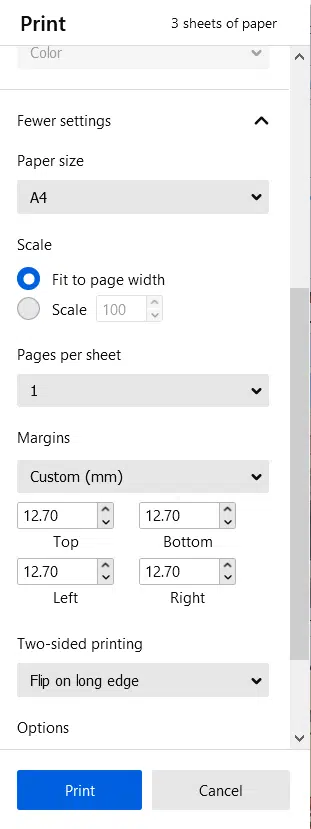 Print 3 sheets of paper
Color
Fewer settings
Paper size
A4
Scale
Fit to page width
Scale 100
Pages per sheet
1
Margins
Custom (mm)
12.70 12.70
Top Bottom
12.70 12.70
Left Right
Two-sided printing
Flip on long edge
Options
Print Cancel